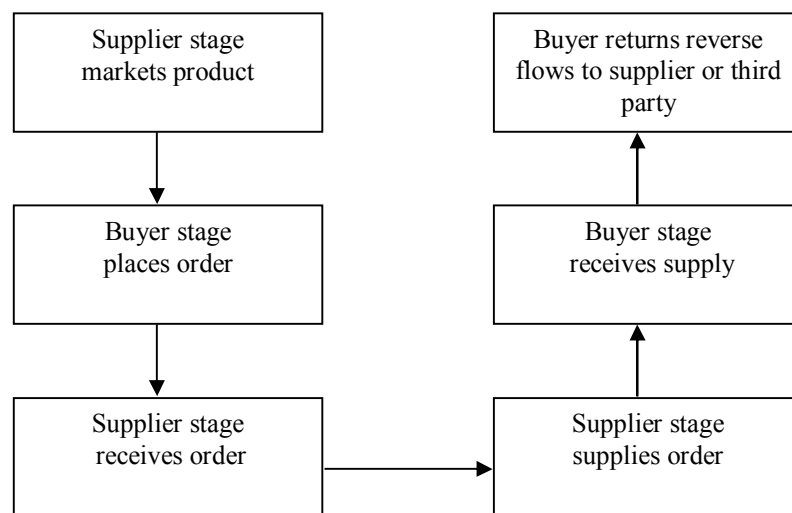 Supplier stage
markets product
Buyer stage
places order
Supplier stage
receives order
Supplier stage
supplies order
Buyer stage
receives supply
Buyer returns reverse
flows to supplier or third
party